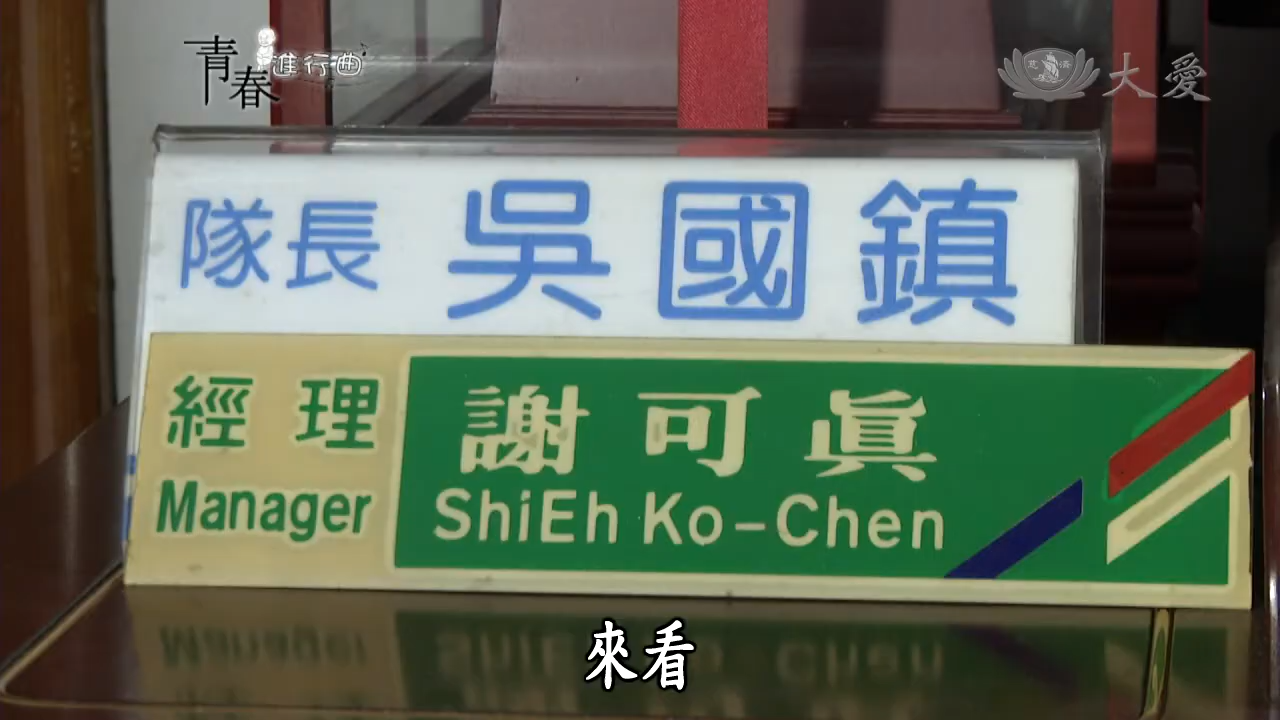 青春進行曲
大愛
隊長 吳國鎮
經理 謝可眞
Manager ShiEh Ko-Chen
來看